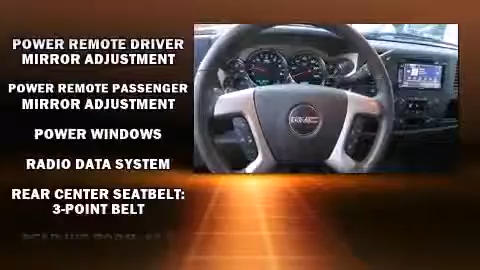 POWER REMOTE DRIVER
MIRROR ADJUSTMENT
POWER REMOTE PASSENGER
MIRROR ADJUSTMENT
POWER WINDOWS
RADIO DATA SYSTEM
REAR CENTER SEATBELT:
3-POINT BELT
GMC